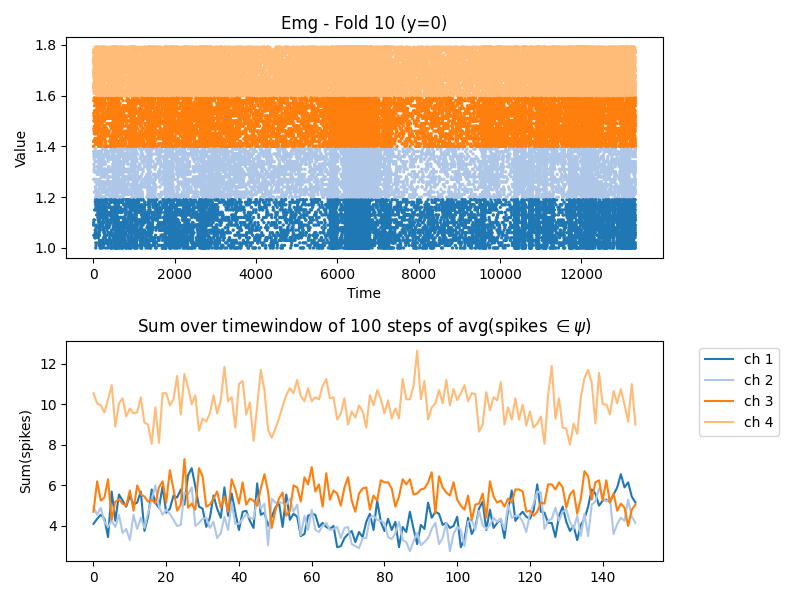 Emg - Fold 10 (y=0)
Value
1.8
1.6
1.4
1.2
1.0
0 2000 4000 6000 8000 10000 12000
Time
Sum over timewindow of 100 steps of avg(spikes ∈ ψ)
Sum(spikes)
12
10
8
6
4
0 20 40 60 80 100 120 140
ch 1
ch 2
ch 3
ch 4